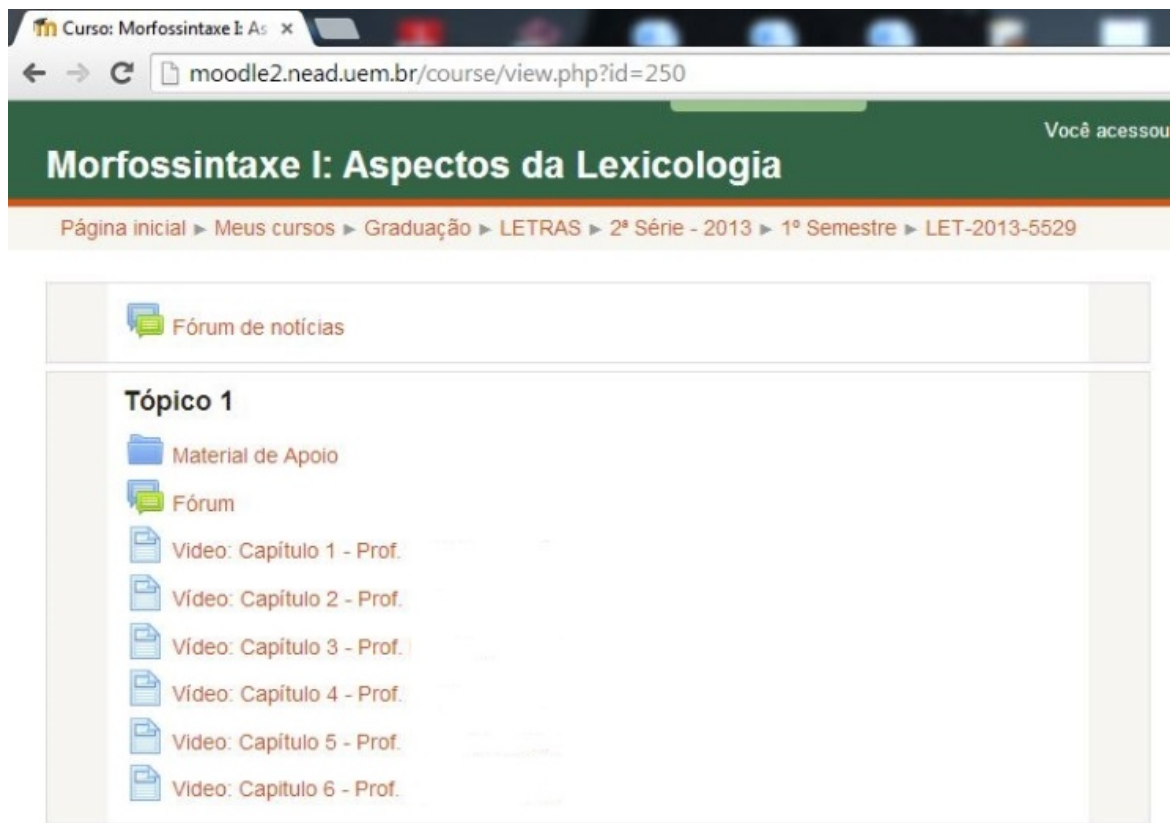 Curso: Morfossintaxe I: As
moodle2.nead.uem.br/course/view.php?id=250
Você acessou
Morfossintaxe I: Aspectos da Lexicologia
Página inicial ► Meus cursos ► Graduação ► LETRAS ► 2ª Série - 2013 ► 1º Semestre ► LET-2013-5529
Fórum de notícias
Tópico 1
Material de Apoio
Fórum
Video: Capítulo 1 - Prof.
Vídeo: Capítulo 2 - Prof.
Vídeo: Capítulo 3 - Prof.
Vídeo: Capítulo 4 - Prof.
Video: Capítulo 5 - Prof.
Video: Capitulo 6 - Prof.